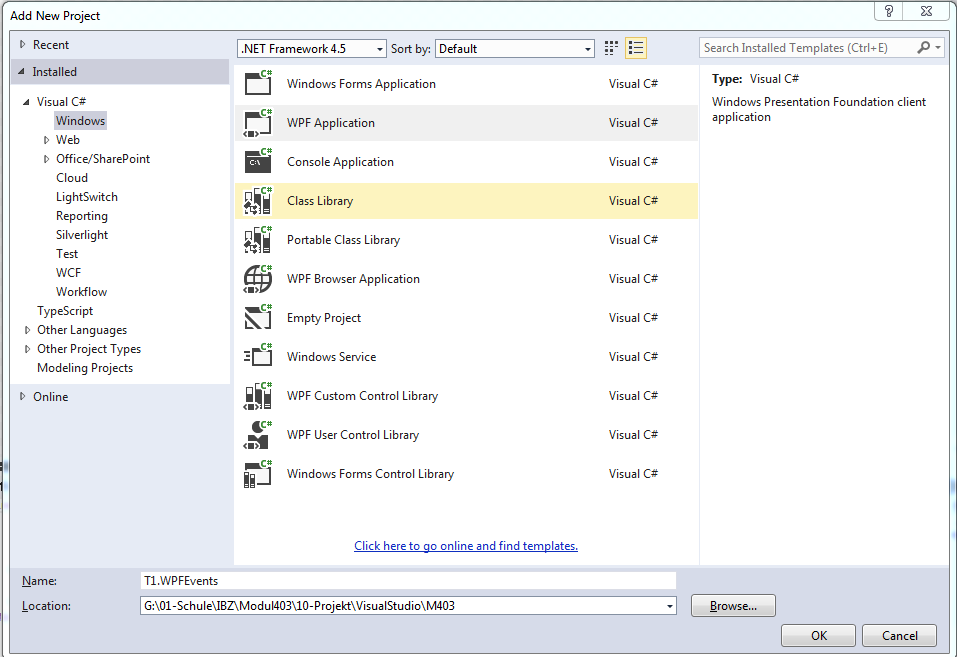 Add New Project
Recent
Installed
Visual C#
Windows
Web
Office/SharePoint
Cloud
LightSwitch
Reporting
Silverlight
Test
WCF
Workflow
TypeScript
Other Languages
Other Project Types
Modeling Projects
Online
.NET Framework 4.5 Sort by: Default
C# Windows Forms Application Visual C#
C# WPF Application Visual C#
C# C:\ Console Application Visual C#
C# Class Library Visual C#
C# Portable Class Library Visual C#
C# WPF Browser Application Visual C#
C# Empty Project Visual C#
C# Windows Service Visual C#
C# WPF Custom Control Library Visual C#
C# WPF User Control Library Visual C#
C# Windows Forms Control Library Visual C#
Click here to go online and find templates.
Search Installed Templates (Ctrl+E)
Type: Visual C#
Windows Presentation Foundation client
application
Name: T1.WPFEvents
Location: G:\01-Schule\IBZ\Modul403\10-Projekt\VisualStudio\M403 Browse...
OK Cancel